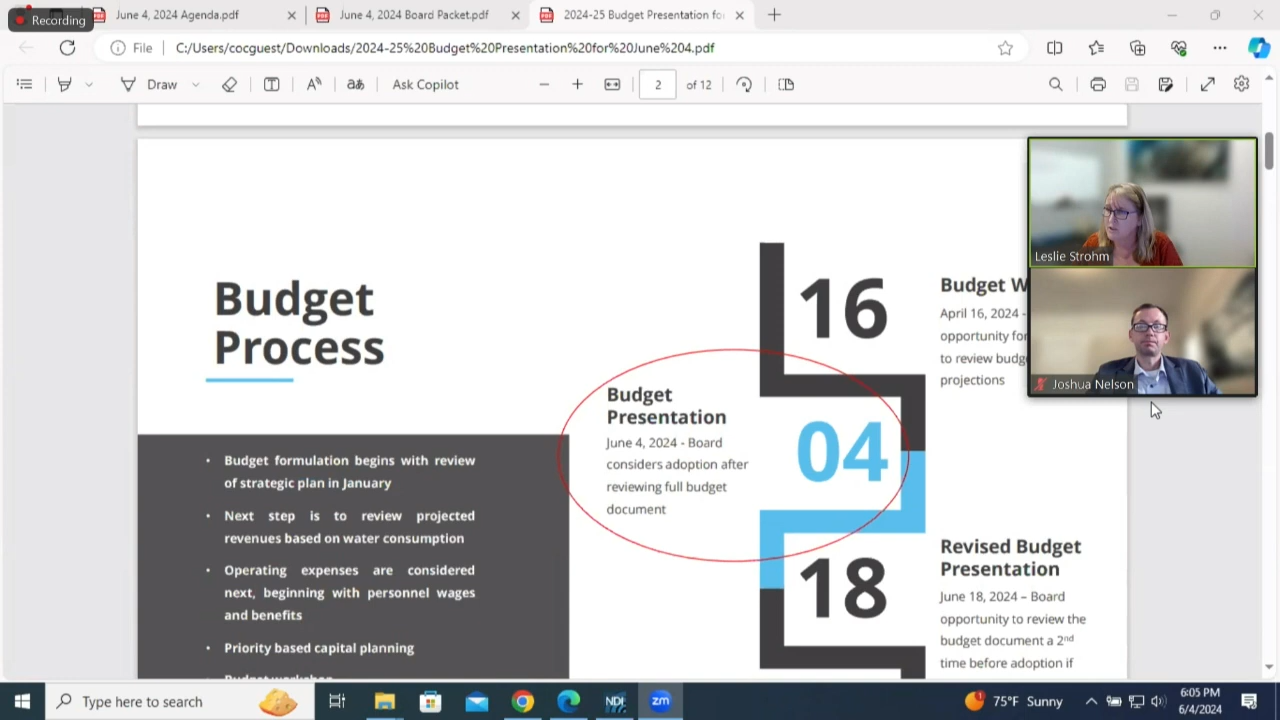 Recording
June 4, 2024 Agenda.pdf
June 4, 2024 Board Packet.pdf
2024-25 Budget Presentation for
File
C:/Users/cocguest/Downloads/2024-25%20Budget%20Presentation%20for%20June%204.pdf
Draw
Ask Copilot
2 of 12
Budget
Process
Budget formulation begins with review
of strategic plan in January
Next step is to review projected
revenues based on water consumption
Operating expenses are considered
next, beginning with personnel wages
and benefits
Priority based capital planning
Budget workshop
16
Budget W
April 16, 2024 -
opportunity for
to review budg
projections
Budget
Presentation
June 4, 2024 - Board
considers adoption after
reviewing full budget
document
04
18
Revised Budget
Presentation
June 18, 2024 – Board
opportunity to review the
budget document a 2nd
time before adoption if
Leslie Strohm
Joshua Nelson
Type here to search
NDI
zm
75°F Sunny
6:05 PM
6/4/2024